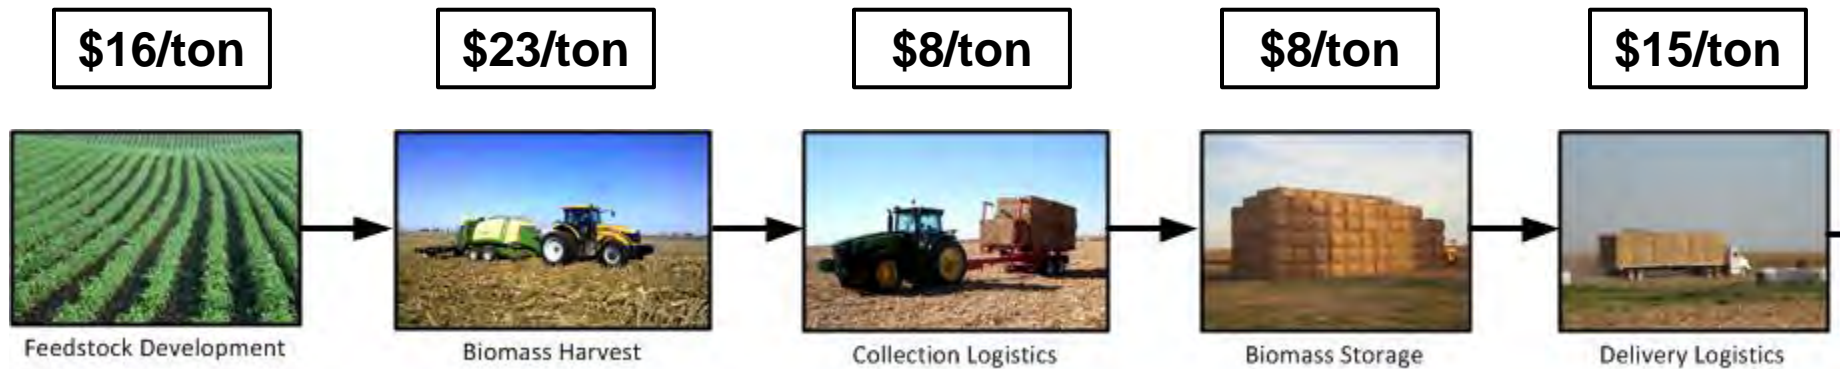 $16/ton
$23/ton
$8/ton
$8/ton
$15/ton
Feedstock Development
Biomass Harvest
Collection Logistics
Biomass Storage
Delivery Logistics